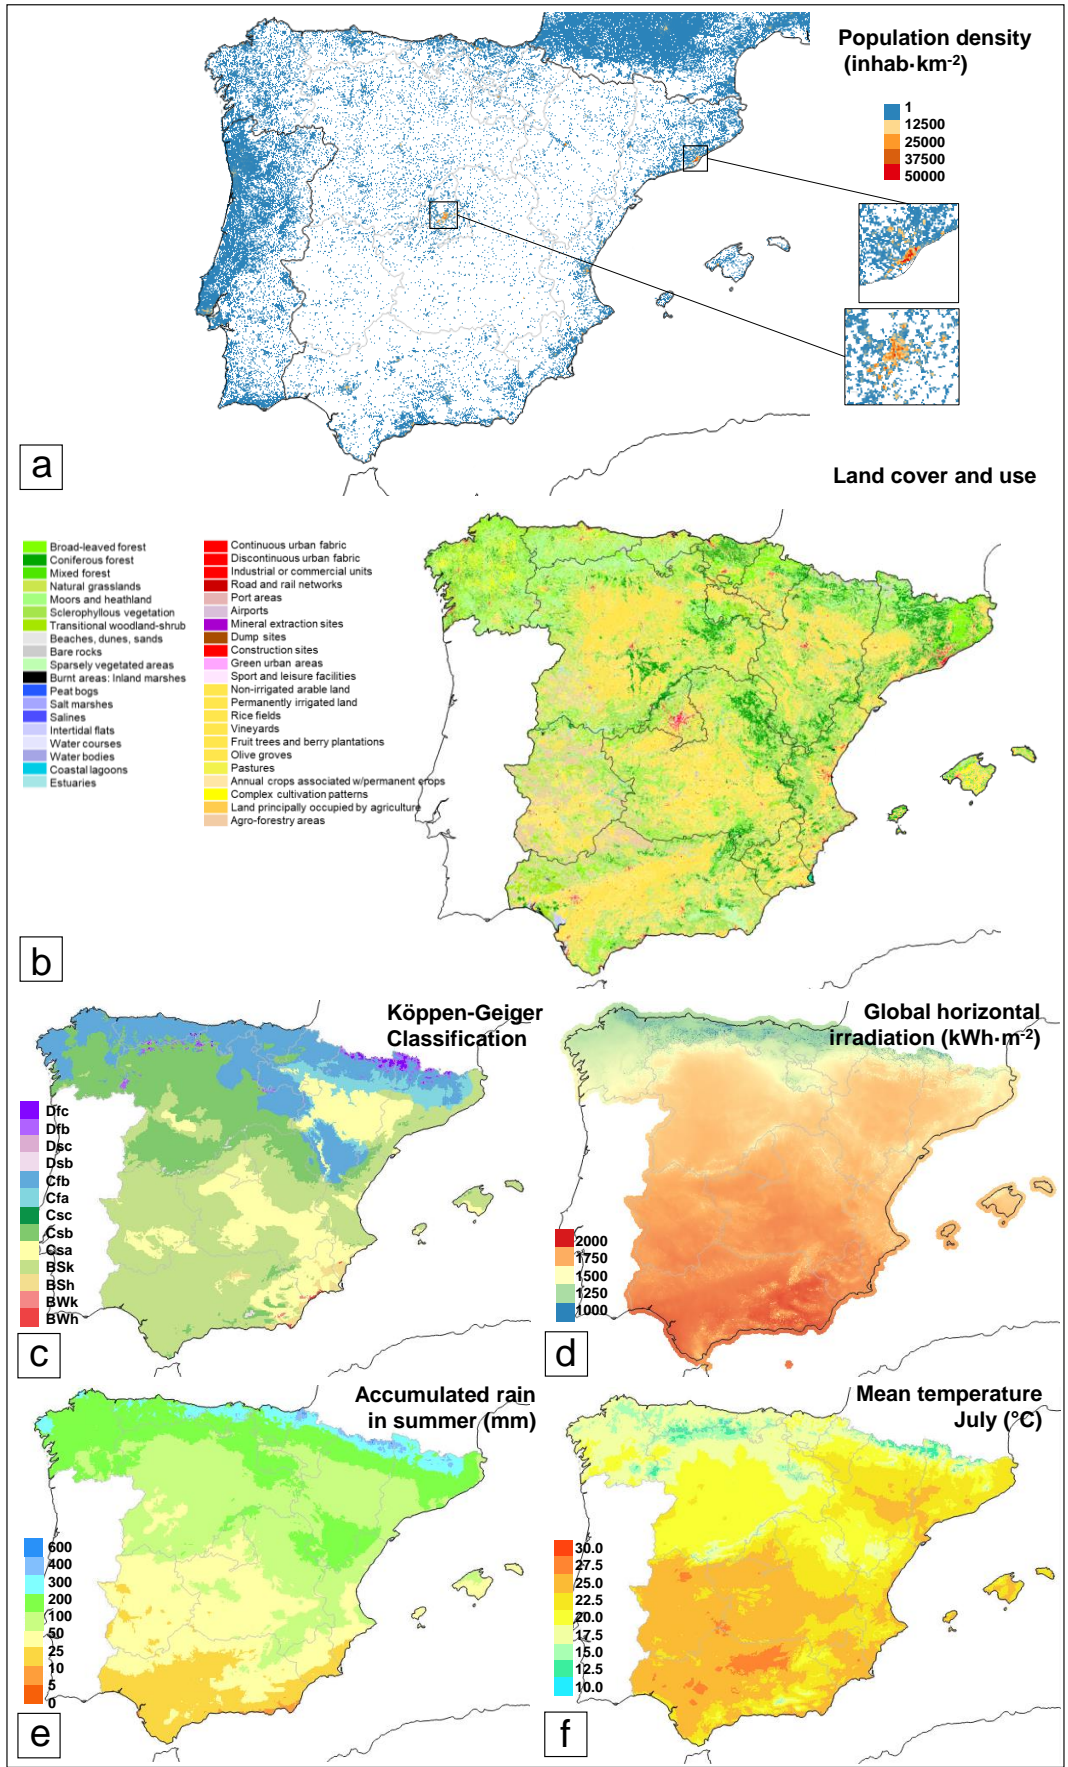 Population density
(inhab·km-2)
1
12500
25000
37500
50000
a
Land cover and use
Broad-leaved forest
Coniferous forest
Mixed forest
Natural grasslands
Moors and heathland
Sclerophyllous vegetation
Transitional woodland-shrub
Beaches, dunes, sands
Bare rocks
Sparsely vegetated areas
Burnt areas: Inland marshes
Peat bogs
Salt marshes
Salines
Intertidal flats
Water courses
Water bodies
Coastal lagoons
Estuaries
Continuous urban fabric
Discontinuous urban fabric
Industrial or commercial units
Road and rail networks
Port areas
Airports
Mineral extraction sites
Dump sites
Construction sites
Green urban areas
Sport and leisure facilities
Non-irrigated arable land
Permanently irrigated land
Rice fields
Vineyards
Fruit trees and berry plantations
Olive groves
Pastures
Annual crops associated w/permanent crops
Complex cultivation patterns
Land principally occupied by agriculture
Agro-forestry areas
b
Köppen-Geiger
Classification
Dfc
Dfb
Dsc
Dsb
Cfb
Cfa
Csc
Csb
Csa
BSk
BSh
BWk
BWh
c
Global horizontal
irradiation (kWh·m-2)
2000
1750
1500
1250
1000
d
Accumulated rain
in summer (mm)
600
400
300
200
100
50
25
10
5
0
e
Mean temperature
July (°C)
30.0
27.5
25.0
22.5
20.0
17.5
15.0
12.5
10.0
f